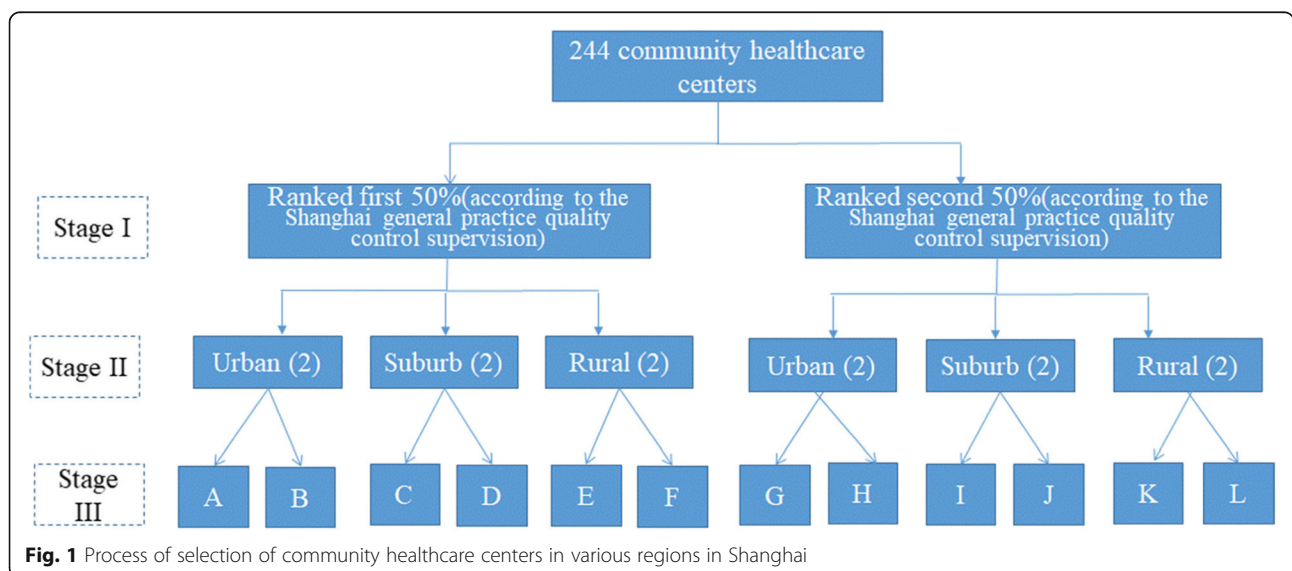 244 community healthcare
centers
Stage I
Ranked first 50%(according to the
Shanghai general practice quality
control supervision)
Ranked second 50%(according to the
Shanghai general practice quality
control supervision)
Stage II
Urban (2)
Suburb (2)
Rural (2)
Urban (2)
Suburb (2)
Rural (2)
Stage
III
A
B
C
D
E
F
G
H
I
J
K
L
Fig. 1 Process of selection of community healthcare centers in various regions in Shanghai